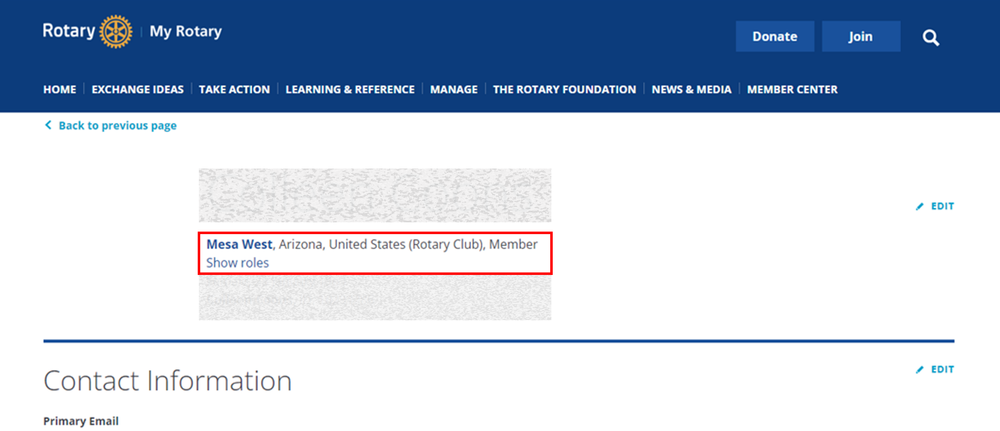 Rotary | My Rotary
Donate
Join
HOME | EXCHANGE IDEAS | TAKE ACTION | LEARNING & REFERENCE | MANAGE | THE ROTARY FOUNDATION | NEWS & MEDIA | MEMBER CENTER
Back to previous page
EDIT
Mesa West, Arizona, United States (Rotary Club), Member
Show roles
EDIT
Contact Information
Primary Email